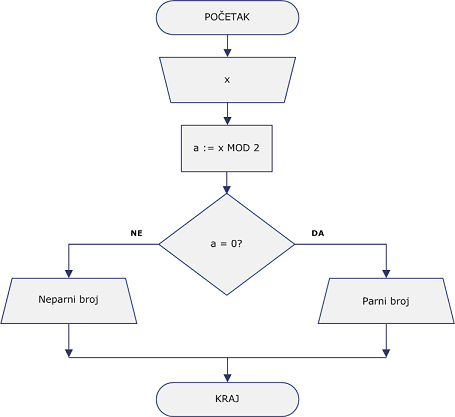 POČETAK
x
a := x MOD 2
a = 0?
NE
DA
Neparni broj
Parni broj
KRAJ